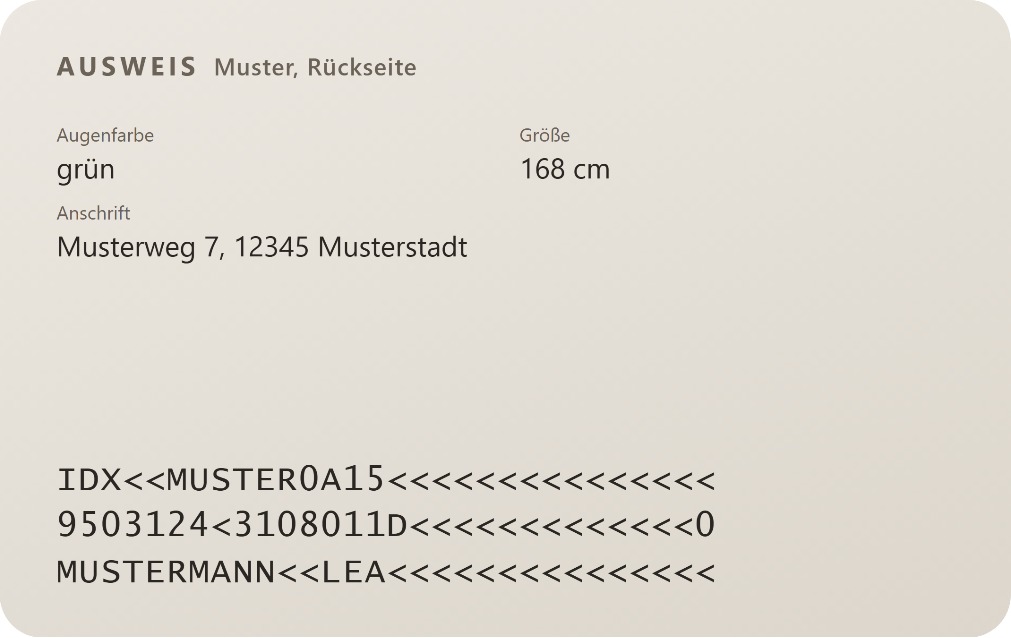 AUSWEIS Muster, Rückseite
Augenfarbe Größe
grün 168 cm
Anschrift
Musterweg 7, 12345 Musterstadt
IDX<<MUSTER0A15<<<<<<<<<<<<<<<
9503124<3108011D<<<<<<<<<<<<<0
MUSTERMANN<<LEA<<<<<<<<<<<<<<<